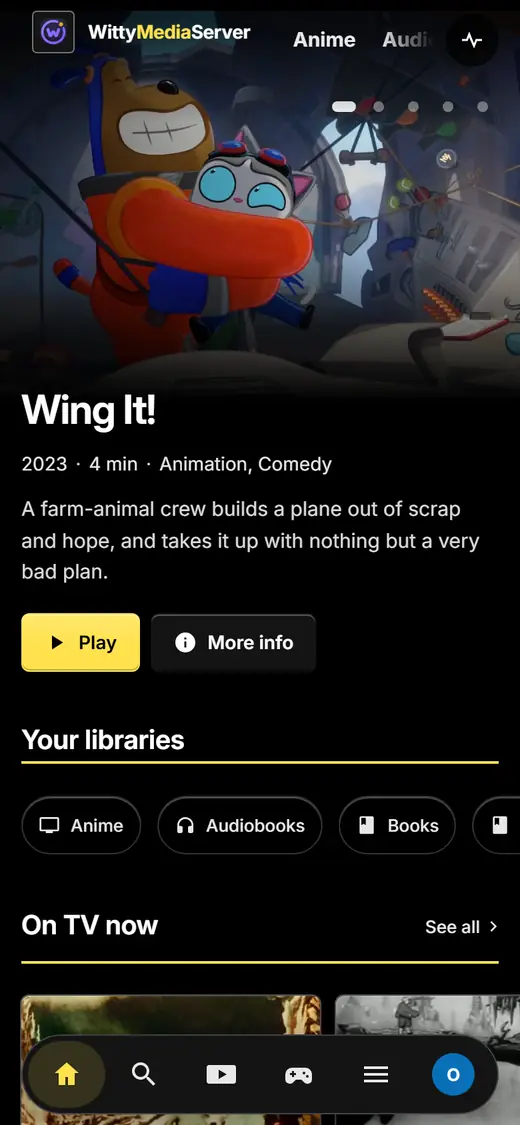 WittyMediaServer
Anime
Audi
Wing It!
2023 · 4 min · Animation, Comedy
A farm-animal crew builds a plane out of scrap
and hope, and takes it up with nothing but a very
bad plan.
Play
More info
Your libraries
Anime
Audiobooks
Books
On TV now
See all
O